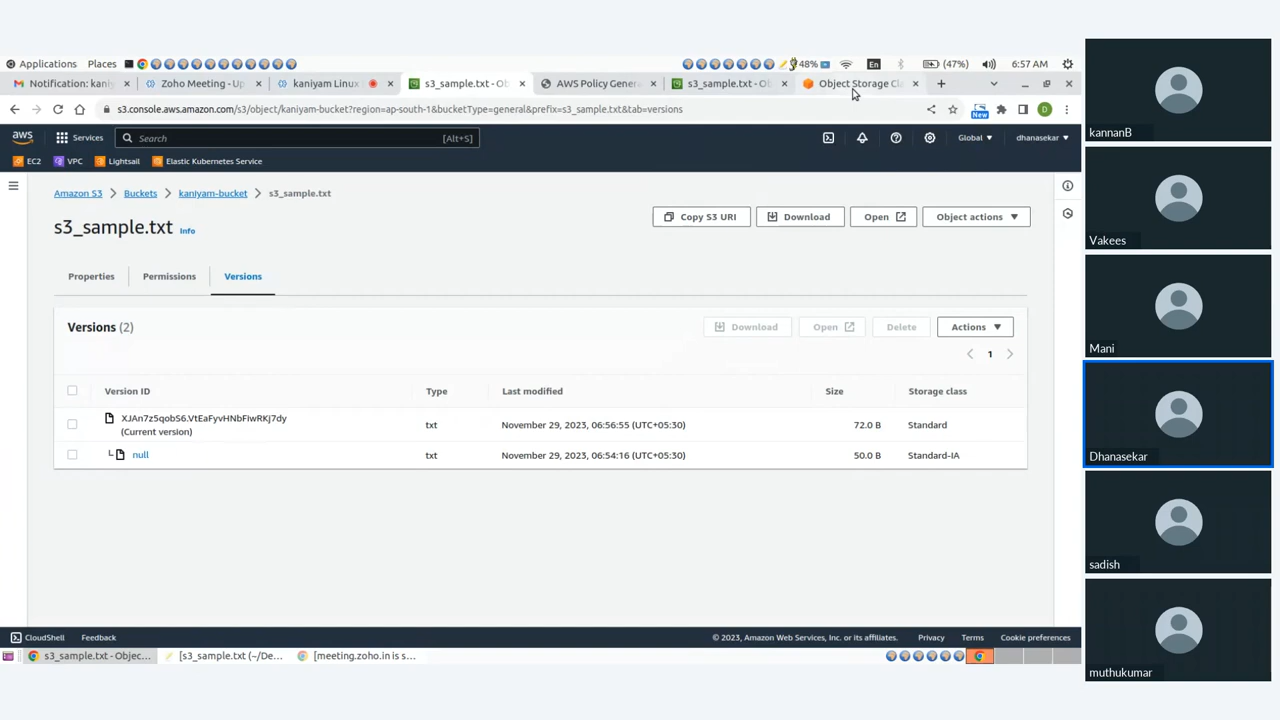 Applications Places 48% (47%) 6:57 AM
Notification: kaniy Zoho Meeting - Up kaniyam Linux s3_sample.txt - Ob AWS Policy Gener s3_sample.txt - Ob Object Storage Cl
s3.console.aws.amazon.com/s3/object/kaniyam-bucket?region=ap-south-1&bucketType=general&prefix=s3_sample.txt&tab=versions New D
aws Services Search [Alt+S] Global dhanasekar
EC2 VPC Lightsail Elastic Kubernetes Service
Amazon S3 Buckets kaniyam-bucket s3_sample.txt
s3_sample.txt Info Copy S3 URI Download Open Object actions
Properties Permissions Versions
Versions (2) Download Open Delete Actions
1
Version ID Type Last modified Size Storage class
XJAn7z5qobS6.VtEaFyvHNbFiwRKJ7dy
(Current version) txt November 29, 2023, 06:56:55 (UTC+05:30) 72.0 B Standard
null txt November 29, 2023, 06:54:16 (UTC+05:30) 50.0 B Standard-IA
CloudShell Feedback © 2023, Amazon Web Services, Inc. or its affiliates. Privacy Terms Cookie preferences
s3_sample.txt - Objec... [s3_sample.txt (~/De... [meeting.zoho.in is s...
kannanB
Vakees
Mani
Dhanasekar
sadish
muthukumar